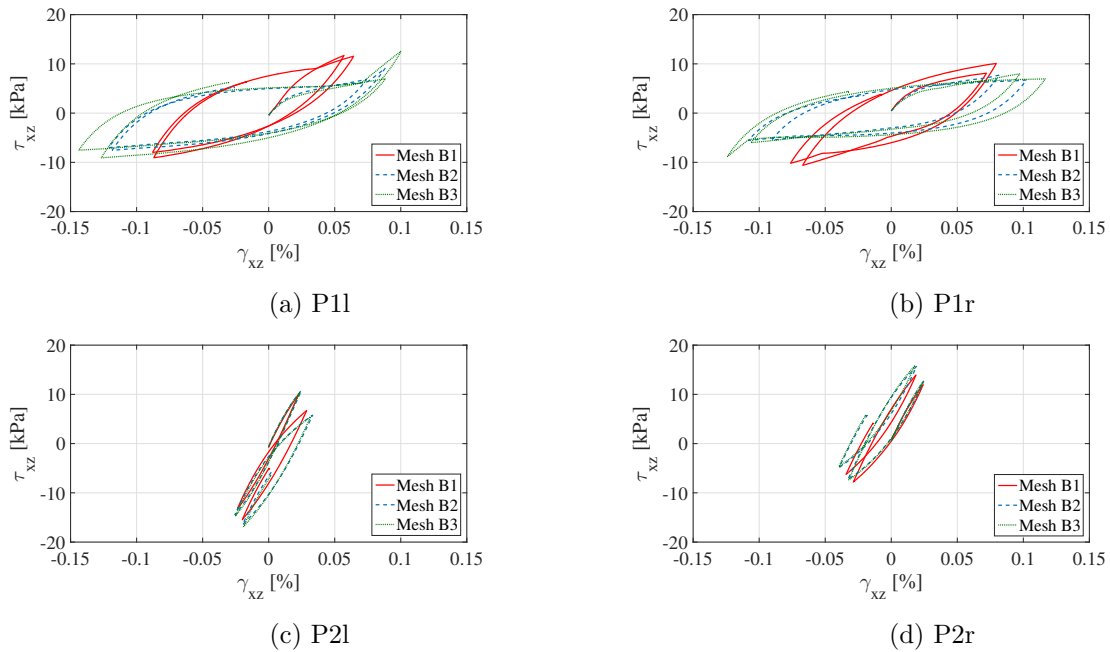 20
10
0
-10
-20
τxz [kPa]
-0.15 -0.1 -0.05 0 0.05 0.1 0.15
γxz [%]
Mesh B1
Mesh B2
Mesh B3
(a) P1l
20
10
0
-10
-20
τxz [kPa]
-0.15 -0.1 -0.05 0 0.05 0.1 0.15
γxz [%]
Mesh B1
Mesh B2
Mesh B3
(b) P1r
20
10
0
-10
-20
τxz [kPa]
-0.15 -0.1 -0.05 0 0.05 0.1 0.15
γxz [%]
Mesh B1
Mesh B2
Mesh B3
(c) P2l
20
10
0
-10
-20
τxz [kPa]
-0.15 -0.1 -0.05 0 0.05 0.1 0.15
γxz [%]
Mesh B1
Mesh B2
Mesh B3
(d) P2r